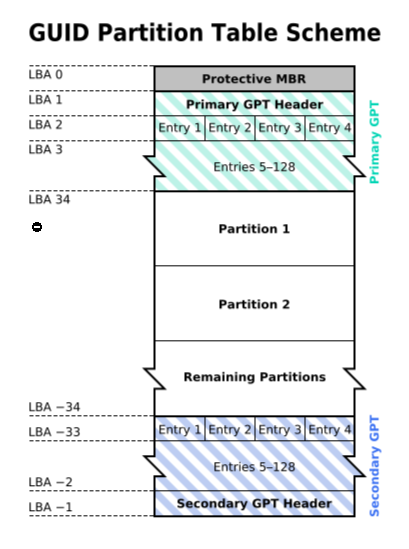 GUID Partition Table Scheme
LBA 0
Protective MBR
LBA 1
Primary GPT Header
LBA 2
Entry 1 Entry 2 Entry 3 Entry 4
LBA 3
Entries 5–128
Primary GPT
LBA 34
Partition 1
Partition 2
Remaining Partitions
LBA −34
LBA −33
Entry 1 Entry 2 Entry 3 Entry 4
Entries 5–128
LBA −2
Secondary GPT Header
LBA −1
Secondary GPT